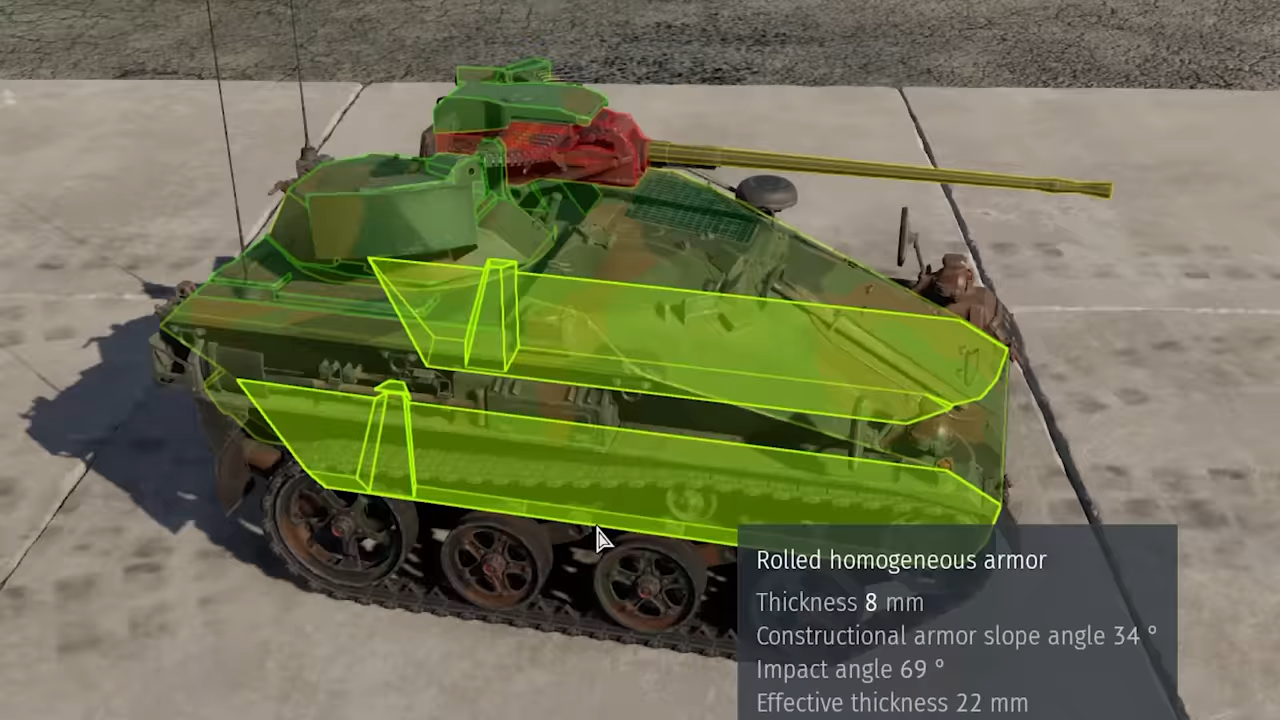 Rolled homogeneous armor
Thickness 8 mm
Constructional armor slope angle 34 °
Impact angle 69 °
Effective thickness 22 mm